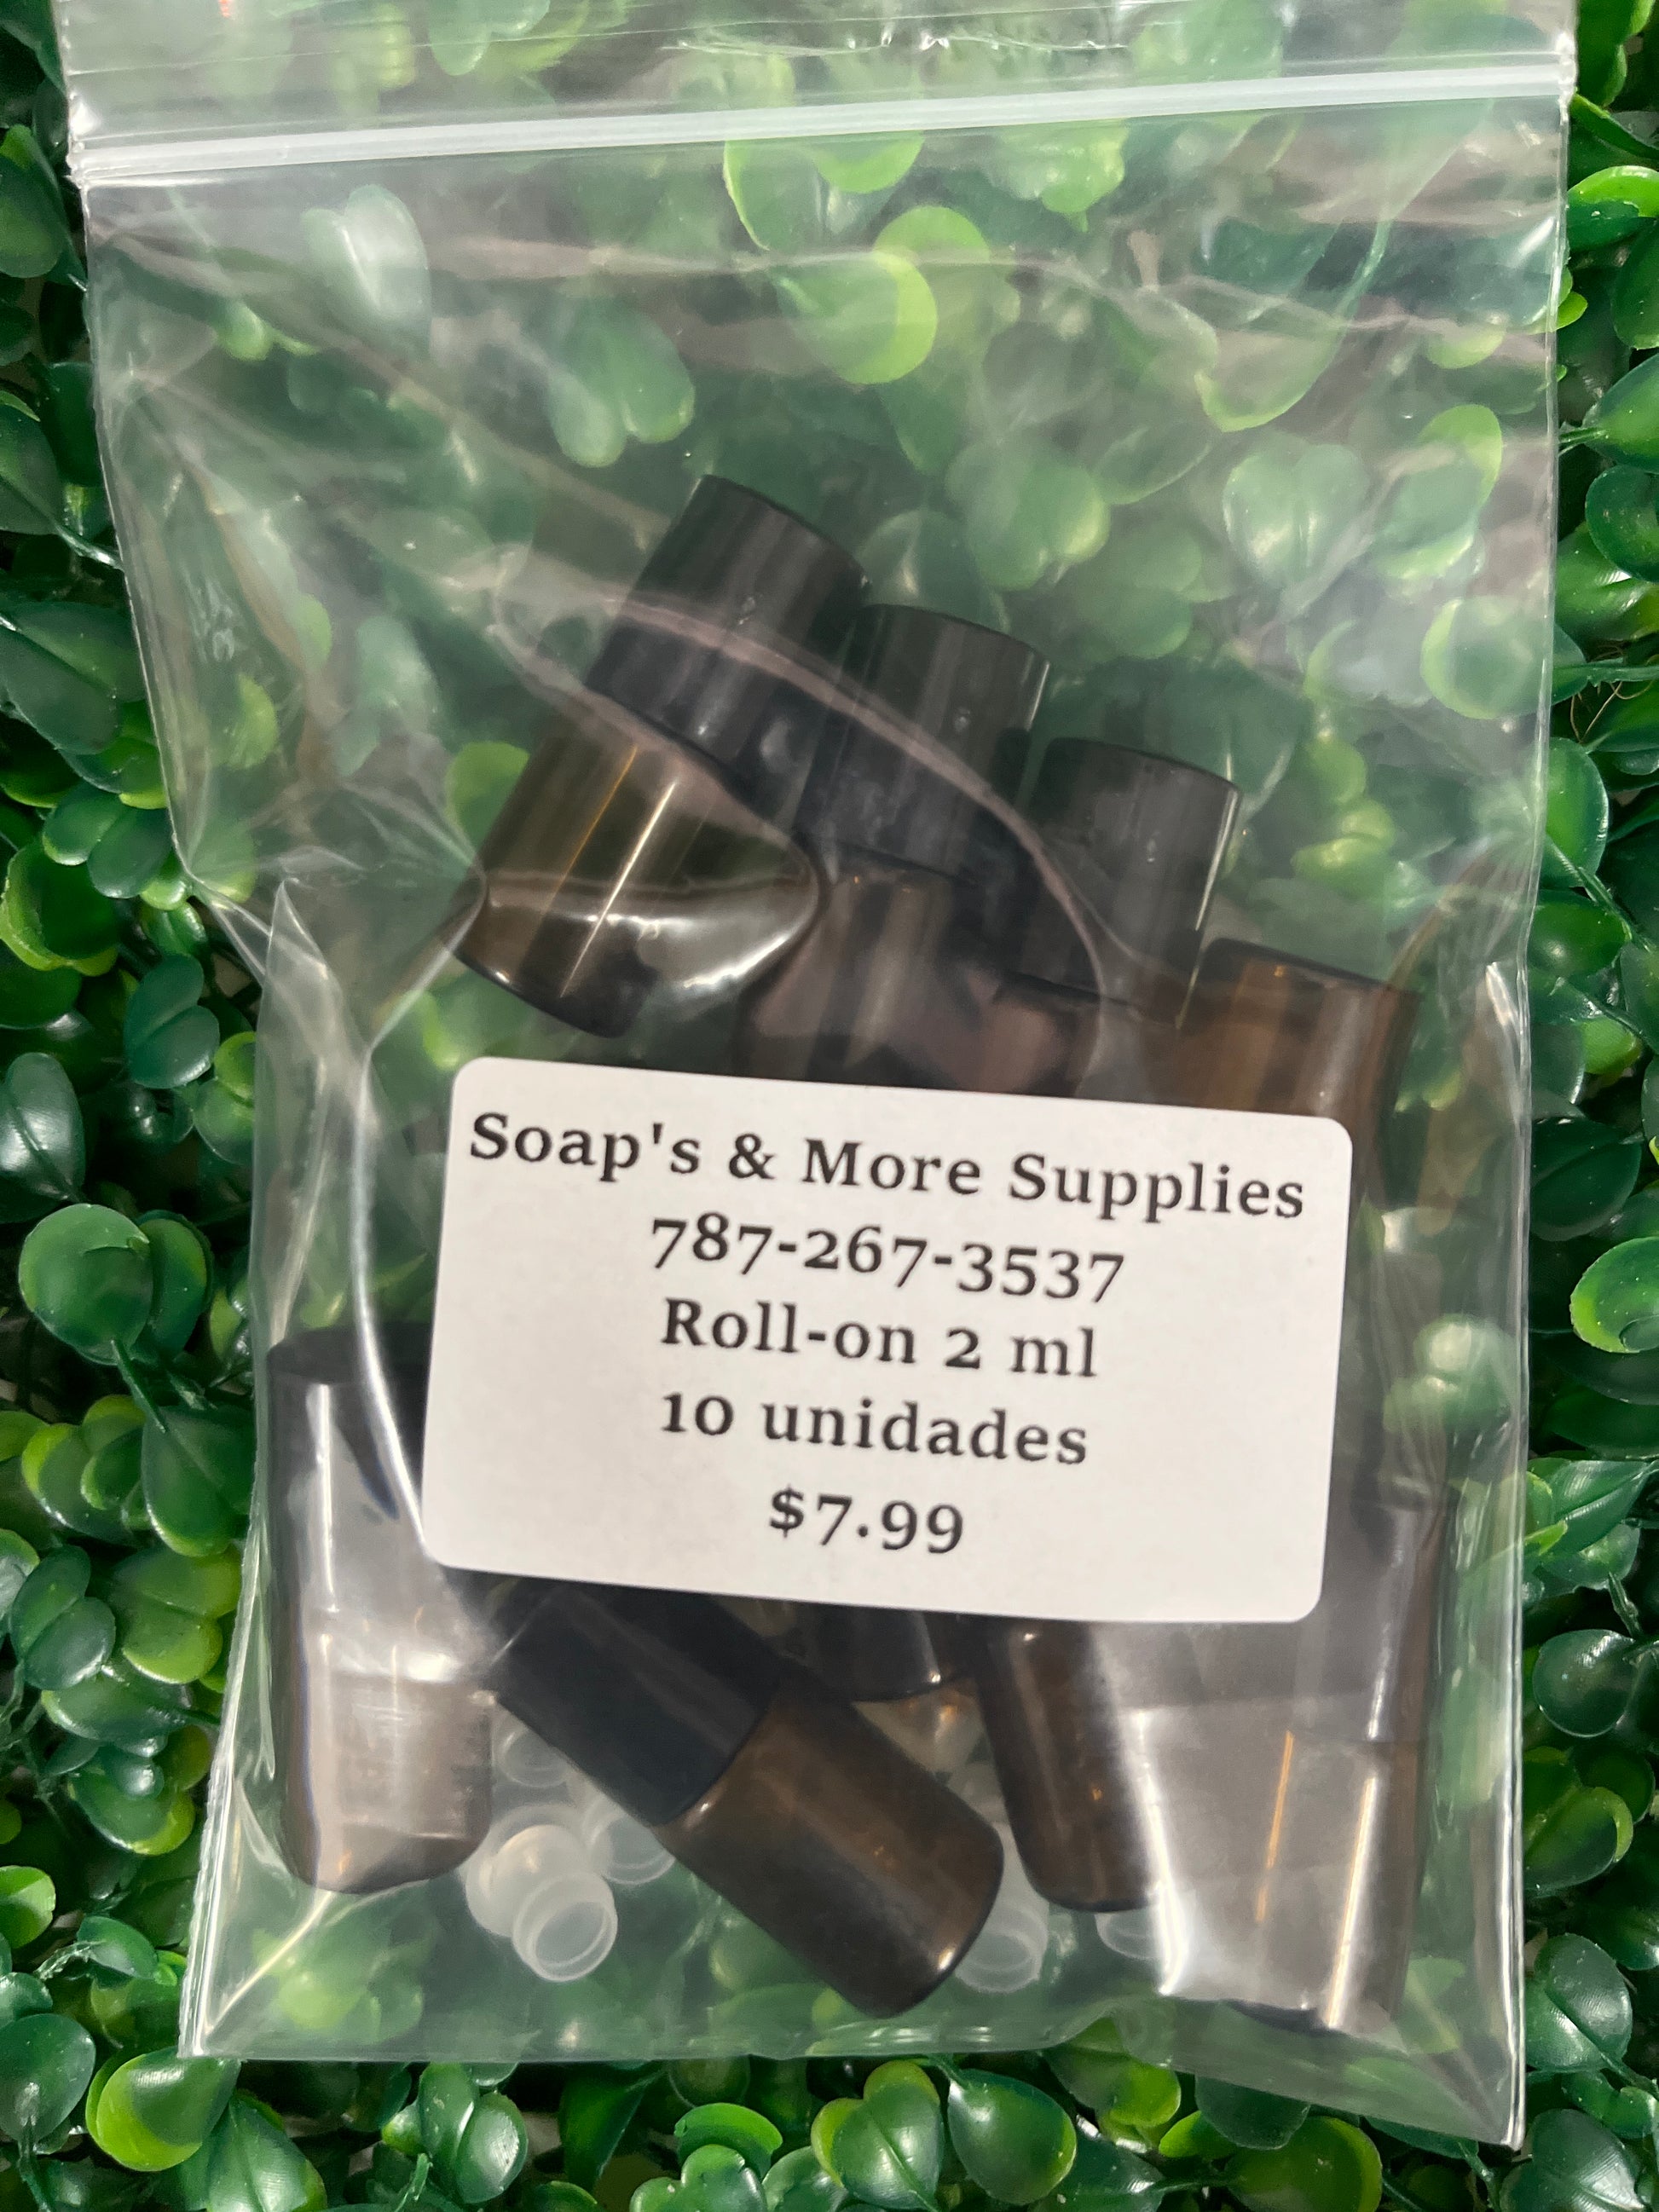 Soap's & More Supplies
787-267-3537
Roll-on 2 ml
10 unidades
$7.99